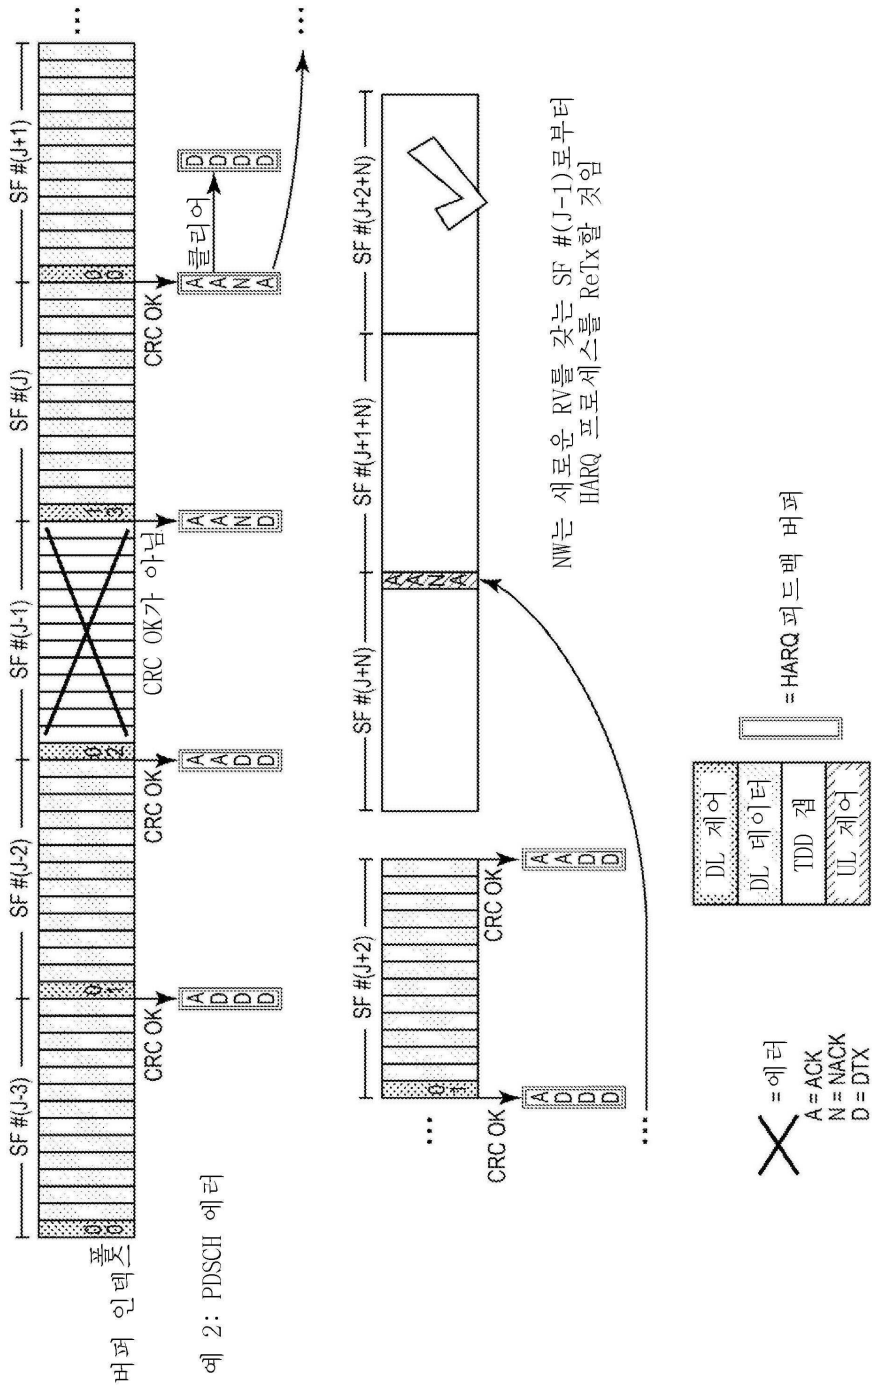 SF #(J-3)
SF #(J-2)
SF #(J-1)
SF #(J)
SF #(J+1)
...
폴 0 0 0 1 0
버퍼 인덱스 0 1 2 3 0
CRC OK
CRC OK
CRC OK가 아님
CRC OK
클리어
A D D D
A A D D
A A N D
A A N A
D D D D
예 2: PDSCH 에러
...
SF #(J+2)
SF #(J+N)
SF #(J+1+N)
SF #(J+2+N)
...
0
1
A A N A
CRC OK
CRC OK
A D D D
A A D D
...
NW는 새로운 RV를 갖는 SF #(J-1)로부터
HARQ 프로세스를 ReTx할 것임
= 에러
A = ACK
N = NACK
D = DTX
DL 제어
DL 데이터
TDD 갭
UL 제어
= HARQ 피드백 버퍼